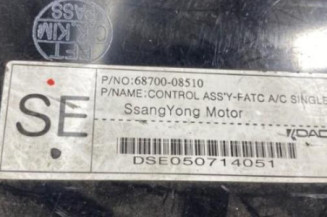 P/NO:68700-08510
P/NAME:CONTROL ASS'Y-FATC A/C SINGLE
SE
SsangYong Motor
DSE050714051